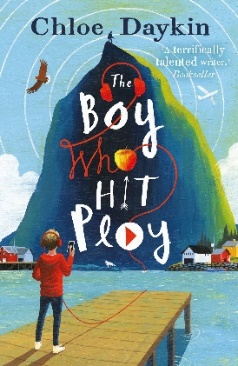 Chloe Daykin
'A terrifically
talented writer.'
Bookseller
The
Boy
Who
HIT
Play